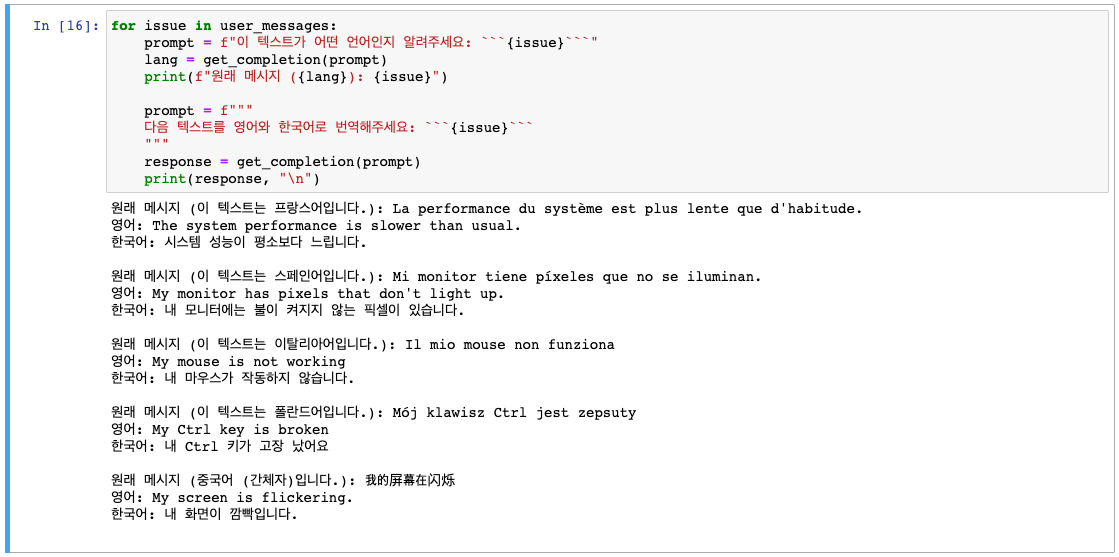 In [16]: for issue in user_messages:
    prompt = f"이 텍스트가 어떤 언어인지 알려주세요: ```{issue}```"
    lang = get_completion(prompt)
    print(f"원래 메시지 ({lang}): {issue}")
    prompt = f"""
    다음 텍스트를 영어와 한국어로 번역해주세요: ```{issue}```
    """
    response = get_completion(prompt)
    print(response, "\n")
원래 메시지 (이 텍스트는 프랑스어입니다.): La performance du système est plus lente que d'habitude.
영어: The system performance is slower than usual.
한국어: 시스템 성능이 평소보다 느립니다.
원래 메시지 (이 텍스트는 스페인어입니다.): Mi monitor tiene píxeles que no se iluminan.
영어: My monitor has pixels that don't light up.
한국어: 내 모니터에는 불이 켜지지 않는 픽셀이 있습니다.
원래 메시지 (이 텍스트는 이탈리아어입니다.): Il mio mouse non funziona
영어: My mouse is not working
한국어: 내 마우스가 작동하지 않습니다.
원래 메시지 (이 텍스트는 폴란드어입니다.): Mój klawisz Ctrl jest zepsuty
영어: My Ctrl key is broken
한국어: 내 Ctrl 키가 고장 났어요
원래 메시지 (중국어 (간체자)입니다.): 我的屏幕在闪烁
영어: My screen is flickering.
한국어: 내 화면이 깜빡입니다.